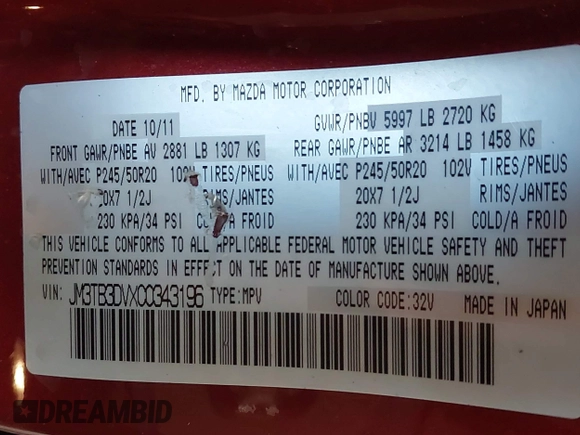 MFD. BY MAZDA MOTOR CORPORATION
DATE 10/11 GVWR/PNBV 5997 LB 2720 KG
FRONT GAWR/PNBE AV 2881 LB 1307 KG REAR GAWR/PNBE AR 3214 LB 1458 KG
WITH/AVEC P245/50R20 102V TIRES/PNEUS WITH/AVEC P245/50R20 102V TIRES/PNEUS
20X7 1/2J RIMS/JANTES 20X7 1/2J RIMS/JANTES
230 KPA/34 PSI COLD/A FROID 230 KPA/34 PSI COLD/A FROID
THIS VEHICLE CONFORMS TO ALL APPLICABLE FEDERAL MOTOR VEHICLE SAFETY AND THEFT
PREVENTION STANDARDS IN EFFECT ON THE DATE OF MANUFACTURE SHOWN ABOVE.
VIN: JM3TB3DVXC0343196 TYPE: MPV COLOR CODE: 32V MADE IN JAPAN
DREAMBID